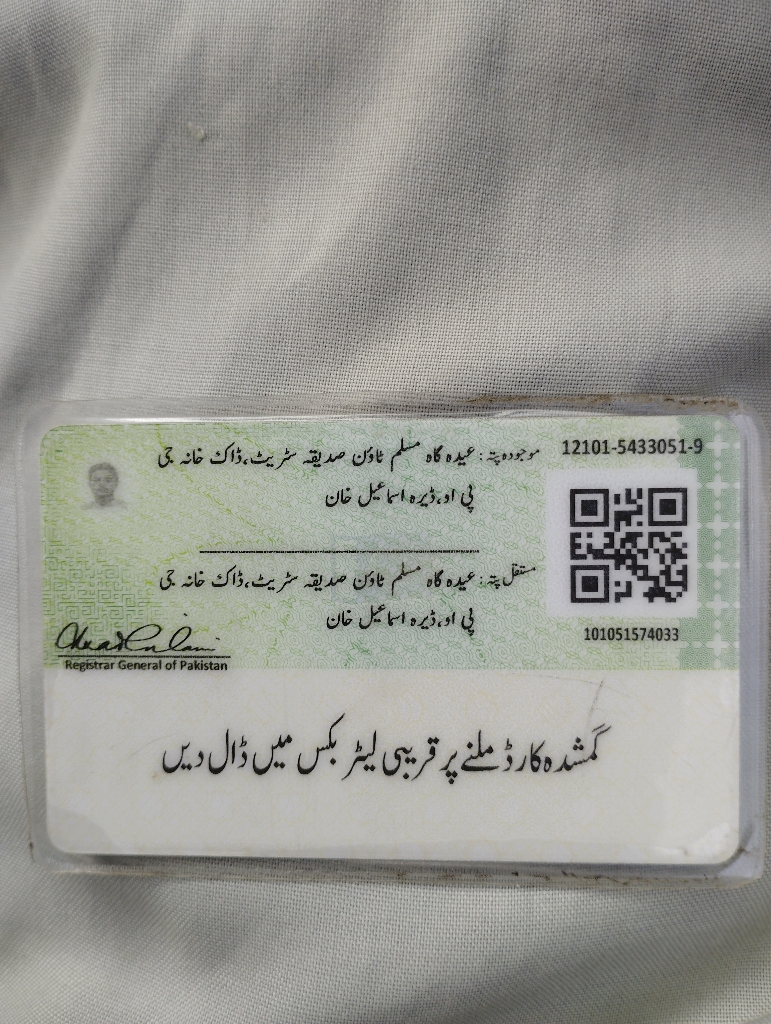 12101-5433051-9
موجودہ پتہ: عیدہ گاہ مسلم ٹاؤن صدیقہ سٹریٹ، ڈاک خانہ جی
پی او، ڈیرہ اسماعیل خان
مستقل پتہ: عیدہ گاہ مسلم ٹاؤن صدیقہ سٹریٹ، ڈاک خانہ جی
پی او، ڈیرہ اسماعیل خان
101051574033
Registrar General of Pakistan
گمشدہ کارڈ ملنے پر قریبی لیٹر بکس میں ڈال دیں